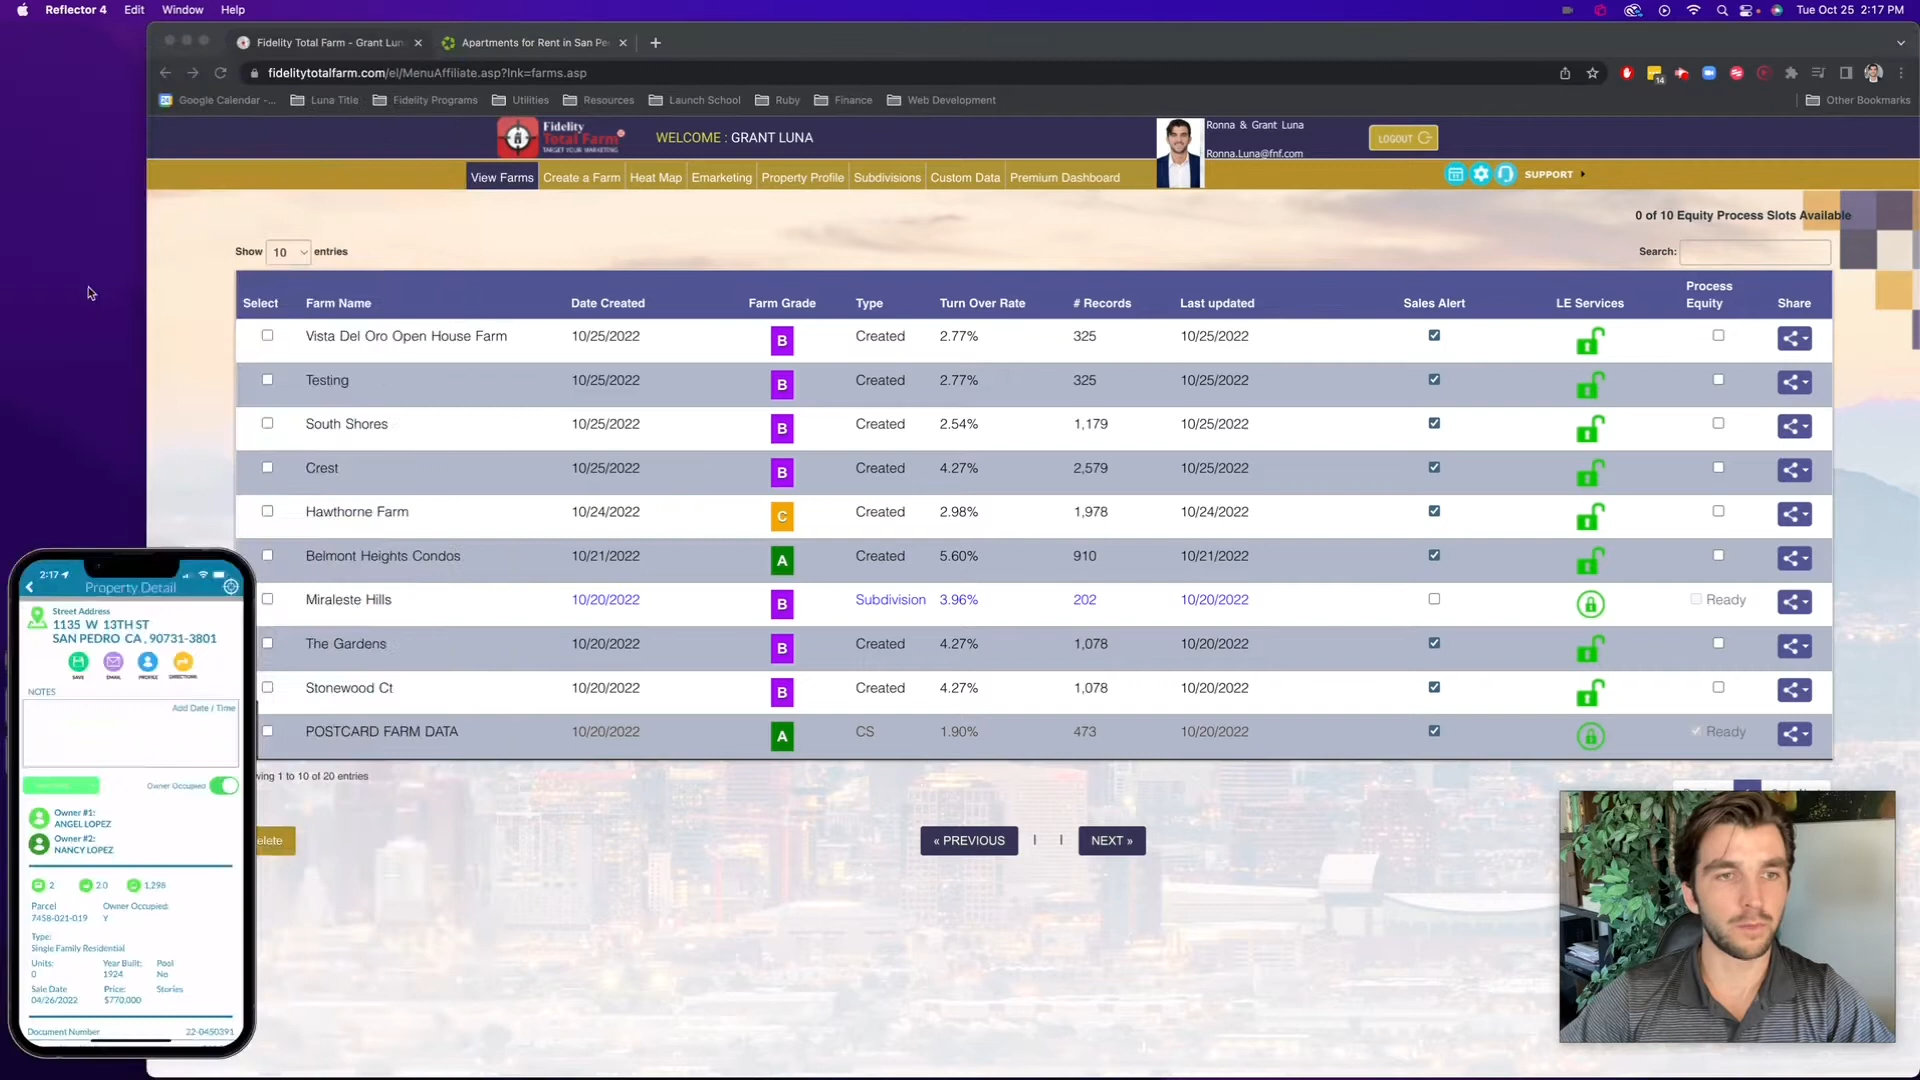 Reflector 4 Edit Window Help Tue Oct 25 2:17 PM
Fidelity Total Farm - Grant Lun Apartments for Rent in San Pe
fidelitytotalfarm.com/el/MenuAffiliate.asp?lnk=farms.asp
Google Calendar -... Luna Title Fidelity Programs Utilities Resources Launch School Ruby Finance Web Development Other Bookmarks
Fidelity
Total Farm
TARGET YOUR MARKETING
WELCOME : GRANT LUNA
Ronna & Grant Luna
Ronna.Luna@fnf.com
LOGOUT
View Farms Create a Farm Heat Map Emarketing Property Profile Subdivisions Custom Data Premium Dashboard SUPPORT
0 of 10 Equity Process Slots Available
Show 10 entries Search:
Select Farm Name Date Created Farm Grade Type Turn Over Rate # Records Last updated Sales Alert LE Services Process Equity Share
Vista Del Oro Open House Farm 10/25/2022 B Created 2.77% 325 10/25/2022
Testing 10/25/2022 B Created 2.77% 325 10/25/2022
South Shores 10/25/2022 B Created 2.54% 1,179 10/25/2022
Crest 10/25/2022 B Created 4.27% 2,579 10/25/2022
Hawthorne Farm 10/24/2022 C Created 2.98% 1,978 10/24/2022
Belmont Heights Condos 10/21/2022 A Created 5.60% 910 10/21/2022
Miraleste Hills 10/20/2022 B Subdivision 3.96% 202 10/20/2022 Ready
The Gardens 10/20/2022 B Created 4.27% 1,078 10/20/2022
Stonewood Ct 10/20/2022 B Created 4.27% 1,078 10/20/2022
POSTCARD FARM DATA 10/20/2022 A CS 1.90% 473 10/20/2022 Ready
wing 1 to 10 of 20 entries
elete
« PREVIOUS | | NEXT »
2:17
Property Detail
Street Address
1135 W 13TH ST
SAN PEDRO CA , 90731-3801
SAVE EMAIL PROFILE DIRECTIONS
NOTES
Add Date / Time
Owner Occupied
Owner #1:
ANGEL LOPEZ
Owner #2:
NANCY LOPEZ
2 2.0 1,298
Parcel Owner Occupied:
7458-021-019 Y
Type:
Single Family Residential
Units: Year Built: Pool
0 1924 No
Sale Date Price: Stories
04/26/2022 $770,000
Document Number 22-0450391